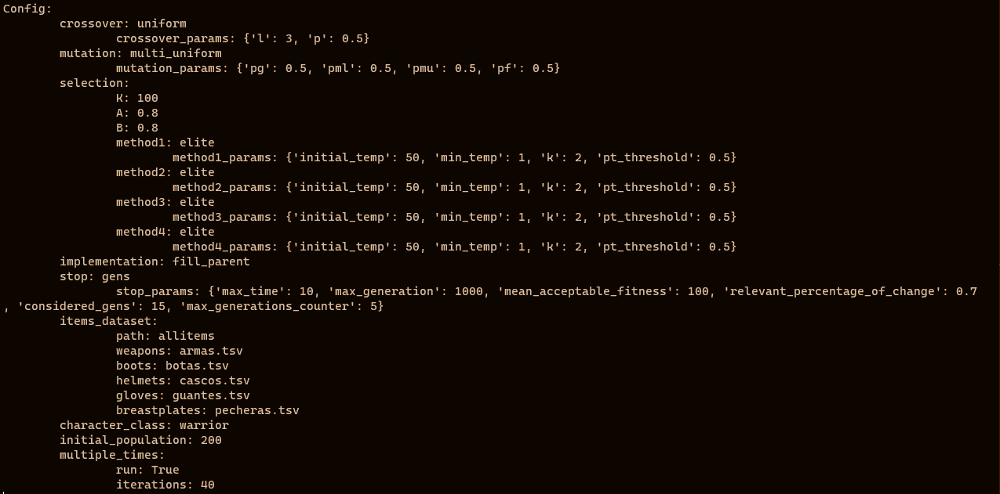 Config:
crossover: uniform
crossover_params: {'l': 3, 'p': 0.5}
mutation: multi_uniform
mutation_params: {'pg': 0.5, 'pml': 0.5, 'pmu': 0.5, 'pf': 0.5}
selection:
K: 100
A: 0.8
B: 0.8
method1: elite
method1_params: {'initial_temp': 50, 'min_temp': 1, 'k': 2, 'pt_threshold': 0.5}
method2: elite
method2_params: {'initial_temp': 50, 'min_temp': 1, 'k': 2, 'pt_threshold': 0.5}
method3: elite
method3_params: {'initial_temp': 50, 'min_temp': 1, 'k': 2, 'pt_threshold': 0.5}
method4: elite
method4_params: {'initial_temp': 50, 'min_temp': 1, 'k': 2, 'pt_threshold': 0.5}
implementation: fill_parent
stop: gens
stop_params: {'max_time': 10, 'max_generation': 1000, 'mean_acceptable_fitness': 100, 'relevant_percentage_of_change': 0.7
, 'considered_gens': 15, 'max_generations_counter': 5}
items_dataset:
path: allitems
weapons: armas.tsv
boots: botas.tsv
helmets: cascos.tsv
gloves: guantes.tsv
breastplates: pecheras.tsv
character_class: warrior
initial_population: 200
multiple_times:
run: True
iterations: 40